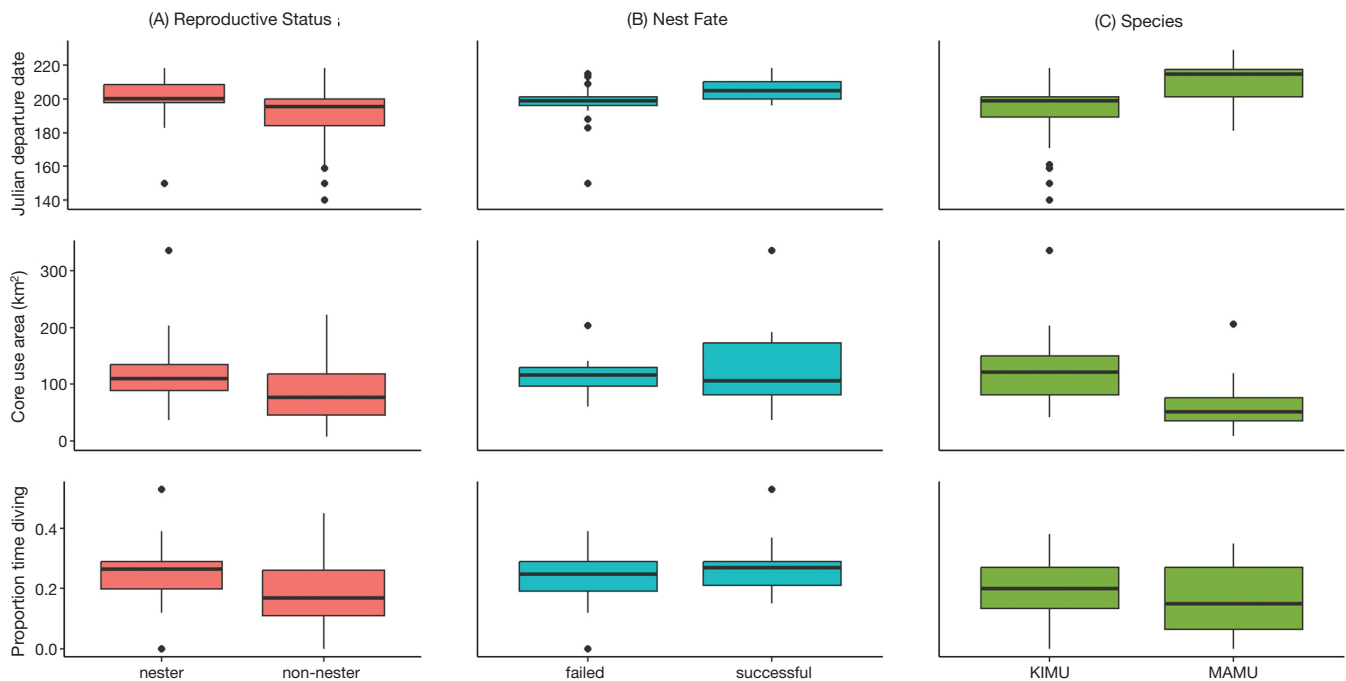 (A) Reproductive Status ;
(B) Nest Fate
(C) Species
Julian departure date
220
200
180
160
140
Core use area (km²)
300
200
100
0
Proportion time diving
0.4
0.2
0.0
nester
non-nester
failed
successful
KIMU
MAMU